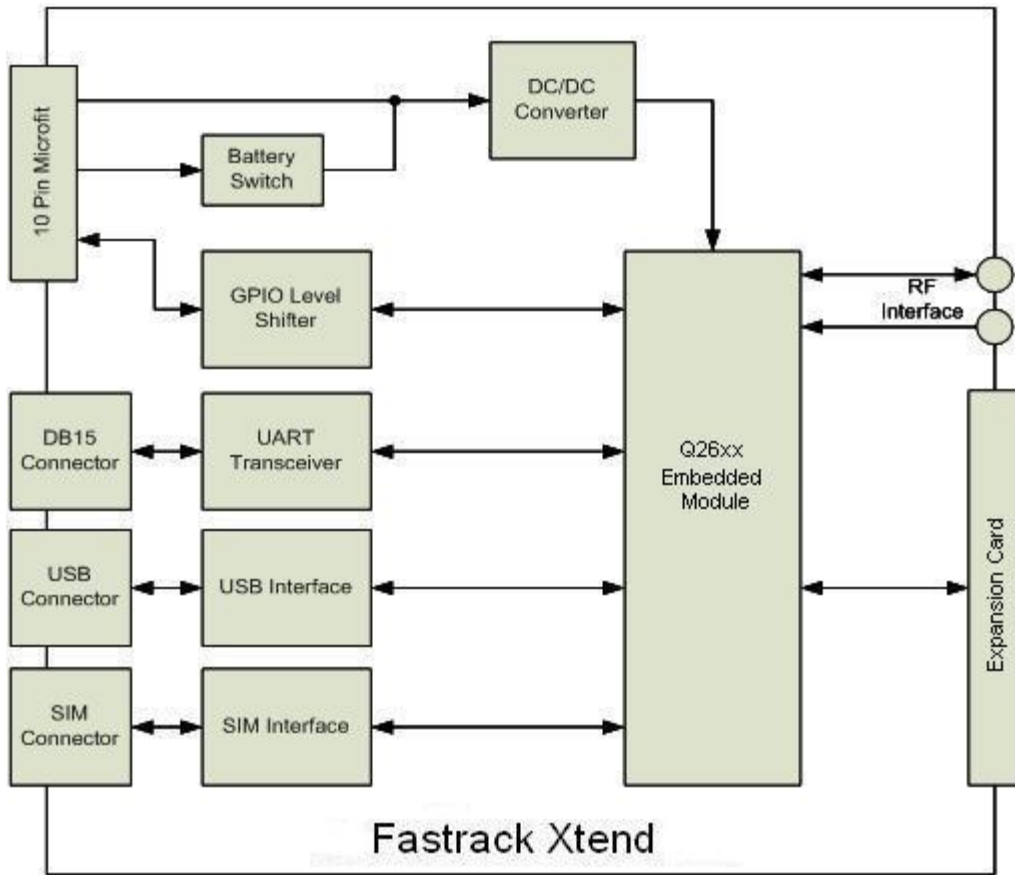 10 Pin Microfit
DC/DC
Converter
Battery
Switch
GPIO Level
Shifter
RF
Interface
DB15
Connector
UART
Transceiver
Q26xx
Embedded
Module
USB
Connector
USB Interface
Expansion Card
SIM
Connector
SIM Interface
Fastrack Xtend